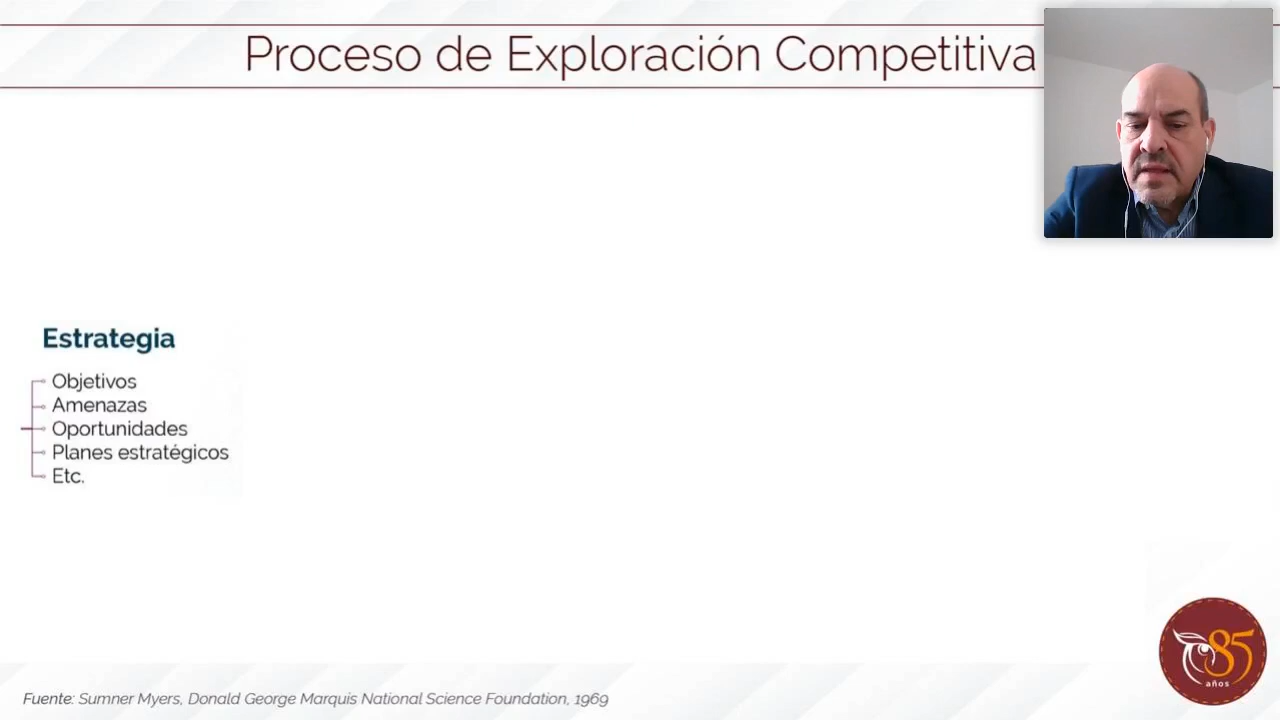 Proceso de Exploración Competitiva
Estrategia
Objetivos
Amenazas
Oportunidades
Planes estratégicos
Etc.
85
años
Fuente: Sumner Myers, Donald George Marquis National Science Foundation, 1969